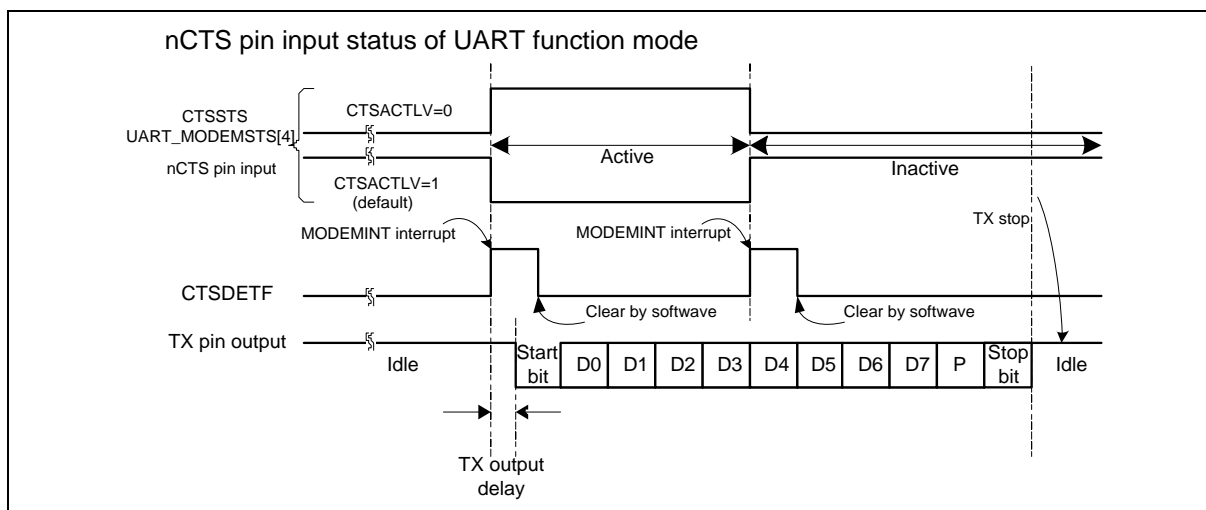 nCTS pin input status of UART function mode
CTSSTS
UART_MODEMSTS[4]
CTSACTLV=0
nCTS pin input
CTSACTLV=1
(default)
Active
Inactive
MODEMINT interrupt
MODEMINT interrupt
TX stop
CTSDETF
Clear by softwave
Clear by softwave
TX pin output
Idle
Start
bit
D0
D1
D2
D3
D4
D5
D6
D7
P
Stop
bit
Idle
TX output
delay